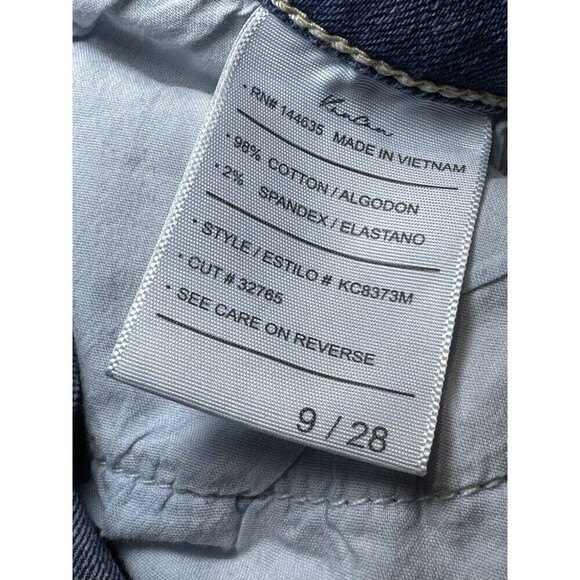 KanCan
· RN# 144635 MADE IN VIETNAM
· 98% COTTON / ALGODON
· 2% SPANDEX / ELASTANO
· STYLE / ESTILO # KC8373M
· CUT # 32765
· SEE CARE ON REVERSE
9 / 28